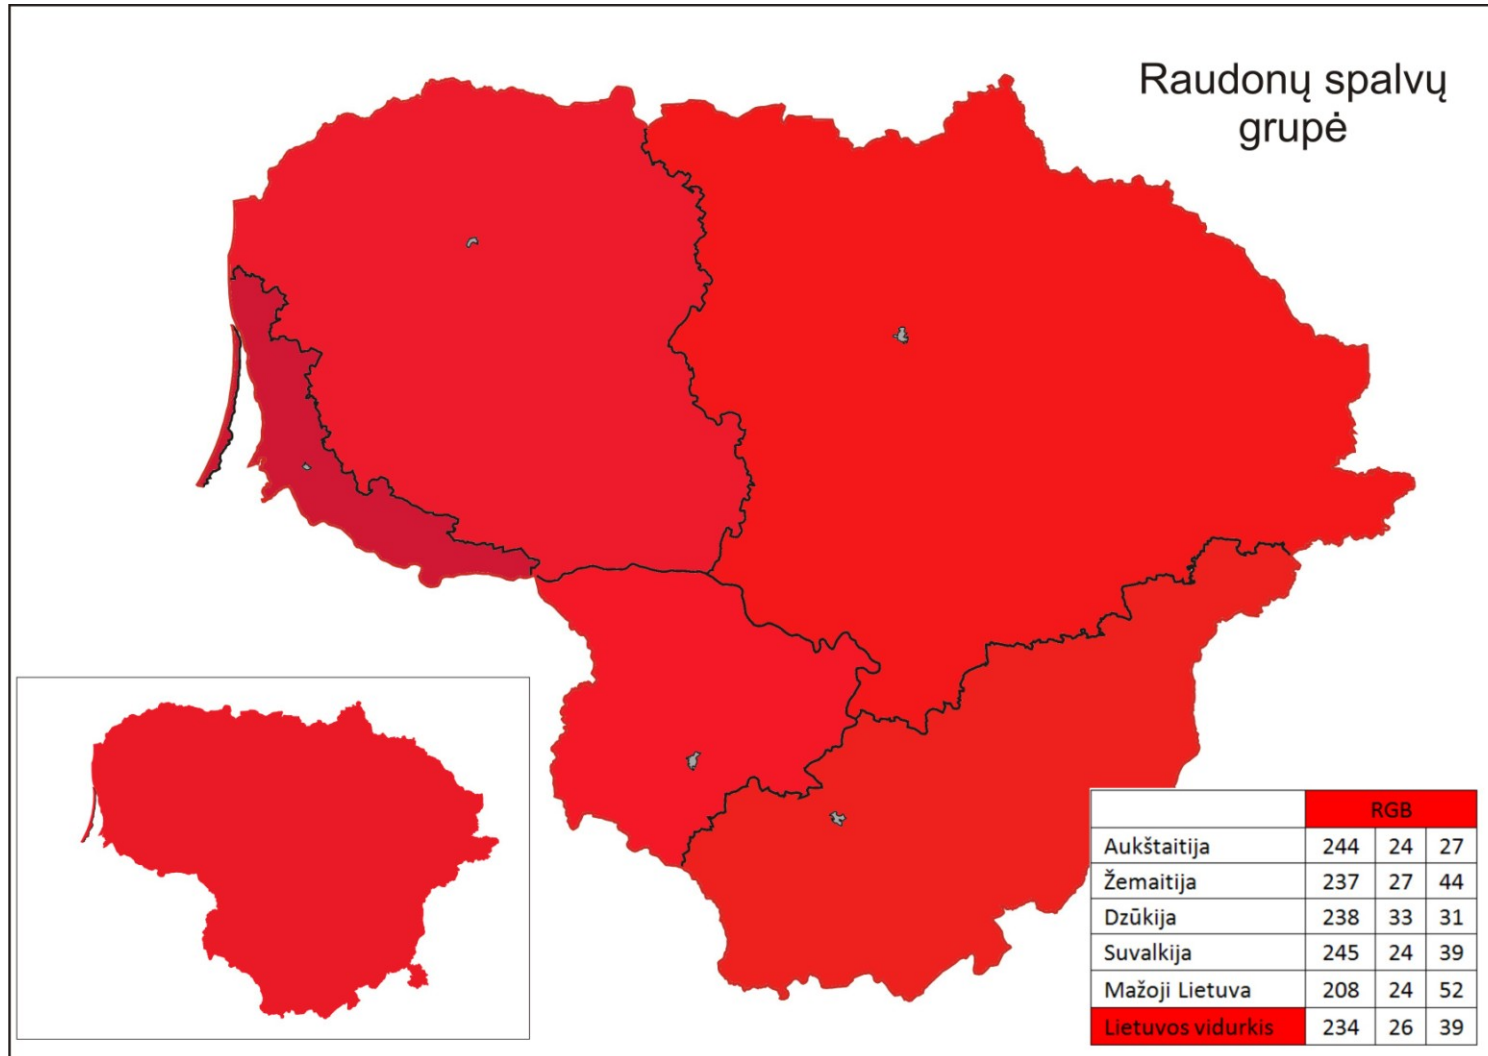 Raudonų spalvų
grupė
RGB
Aukštaitija 244 24 27
Žemaitija 237 27 44
Dzūkija 238 33 31
Suvalkija 245 24 39
Mažoji Lietuva 208 24 52
Lietuvos vidurkis 234 26 39